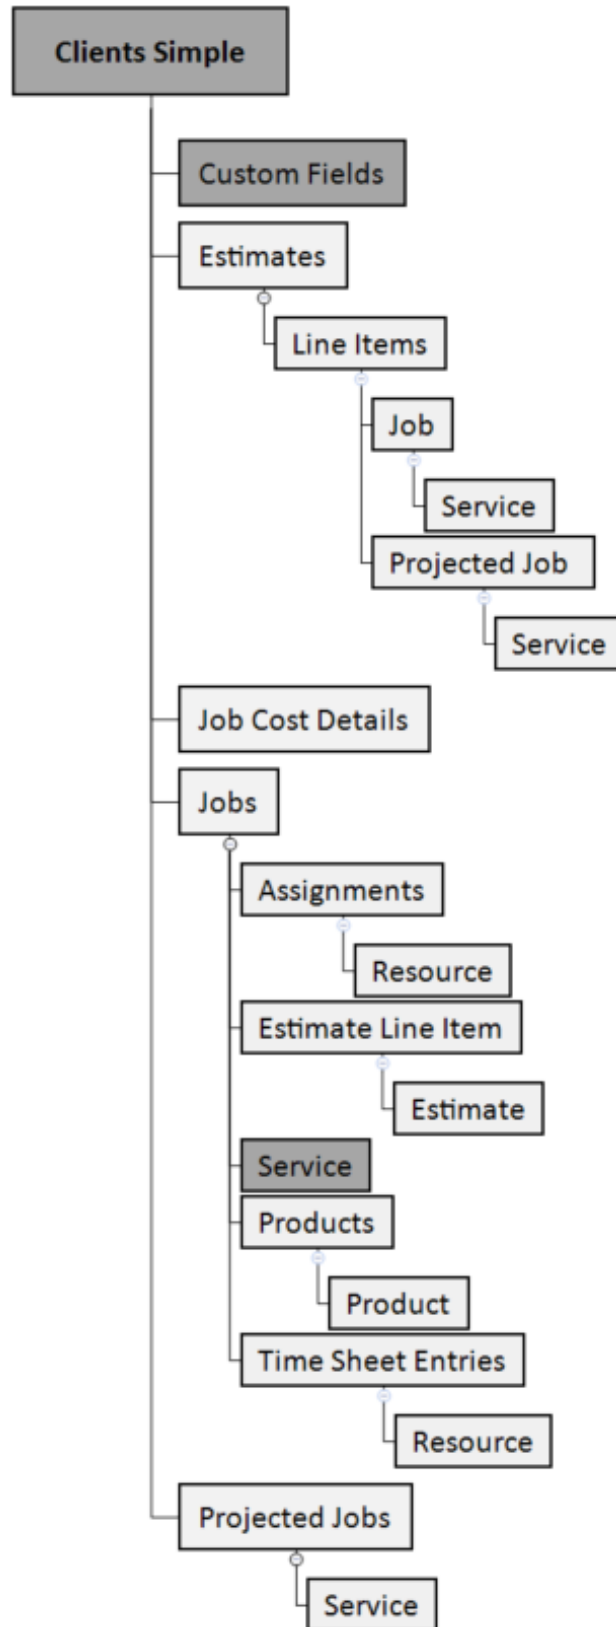 Clients Simple
Custom Fields
Estimates
Line Items
Job
Service
Projected Job
Service
Job Cost Details
Jobs
Assignments
Resource
Estimate Line Item
Estimate
Service
Products
Product
Time Sheet Entries
Resource
Projected Jobs
Service